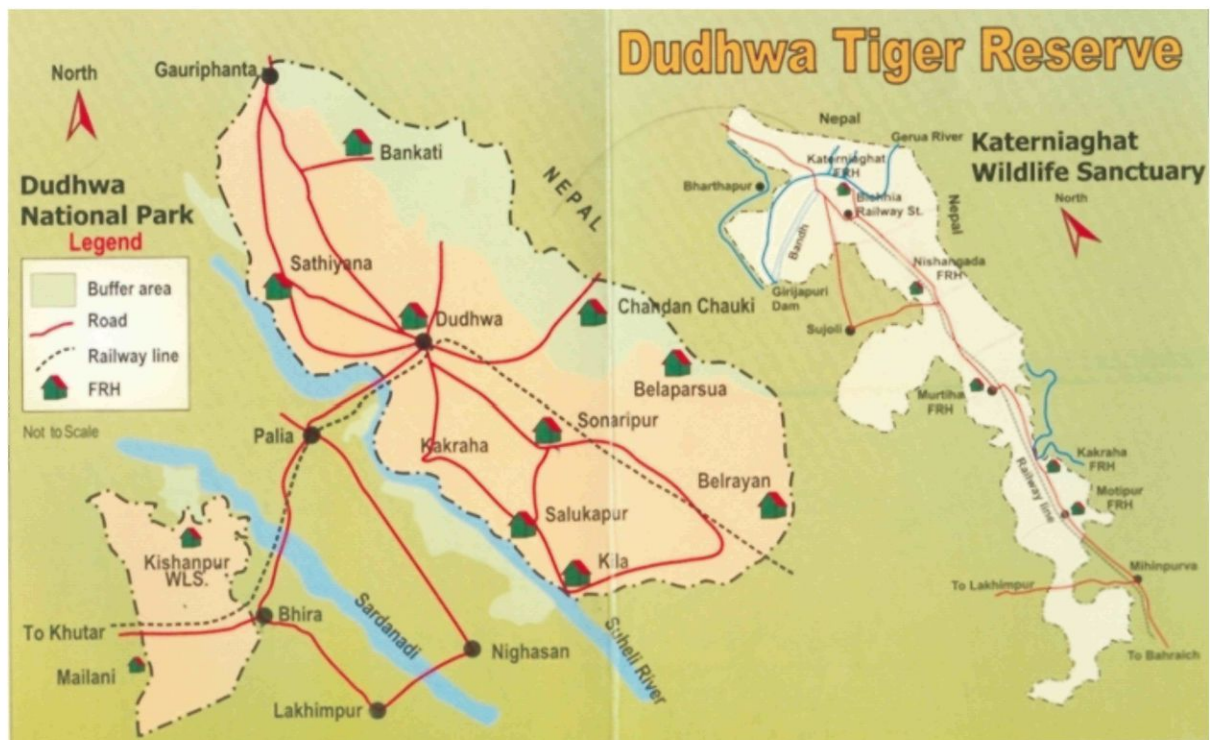 Dudhwa Tiger Reserve
North
Gauriphanta
Bankati
NEPAL
Dudhwa
National Park
Legend
Buffer area
Road
Railway line
FRH
Not to Scale
Sathiyana
Dudhwa
Chandan Chauki
Belaparsua
Sonaripur
Palia
Kakraha
Belrayan
Salukapur
Kila
Kishanpur
WLS.
Bhira
To Khutar
Mailani
Sardanadi
Suheli River
Nighasan
Lakhimpur
Katerniaghat
Wildlife Sanctuary
North
Nepal
Gerua River
Katerniaghat
FRH
Bharthapur
Bishhia
Railway St.
Nepal
Bandh
Nishangada
FRH
Girijapuri
Dam
Sujoli
Murtiha
FRH
Kakraha
FRH
Motipur
FRH
Railway line
Mihinpurva
To Lakhimpur
To Bahraich